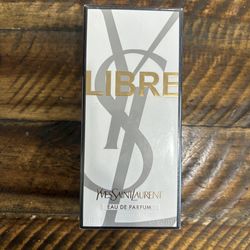 LIBRE
YVESSAINTLAURENT
EAU DE PARFUM